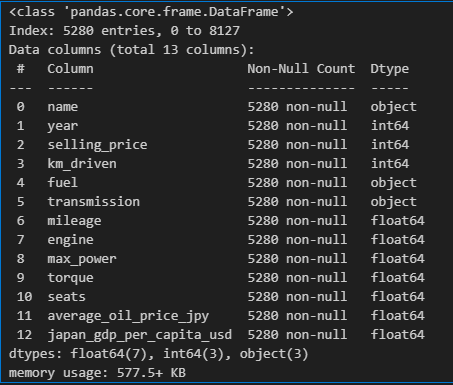 <class 'pandas.core.frame.DataFrame'>
Index: 5280 entries, 0 to 8127
Data columns (total 13 columns):
 #   Column                     Non-Null Count  Dtype
---  ------                     --------------  -----
 0   name                       5280 non-null   object
 1   year                       5280 non-null   int64
 2   selling_price              5280 non-null   int64
 3   km_driven                  5280 non-null   int64
 4   fuel                       5280 non-null   object
 5   transmission               5280 non-null   object
 6   mileage                    5280 non-null   float64
 7   engine                     5280 non-null   float64
 8   max_power                  5280 non-null   float64
 9   torque                     5280 non-null   float64
 10  seats                      5280 non-null   float64
 11  average_oil_price_jpy      5280 non-null   float64
 12  japan_gdp_per_capita_usd   5280 non-null   float64
dtypes: float64(7), int64(3), object(3)
memory usage: 577.5+ KB